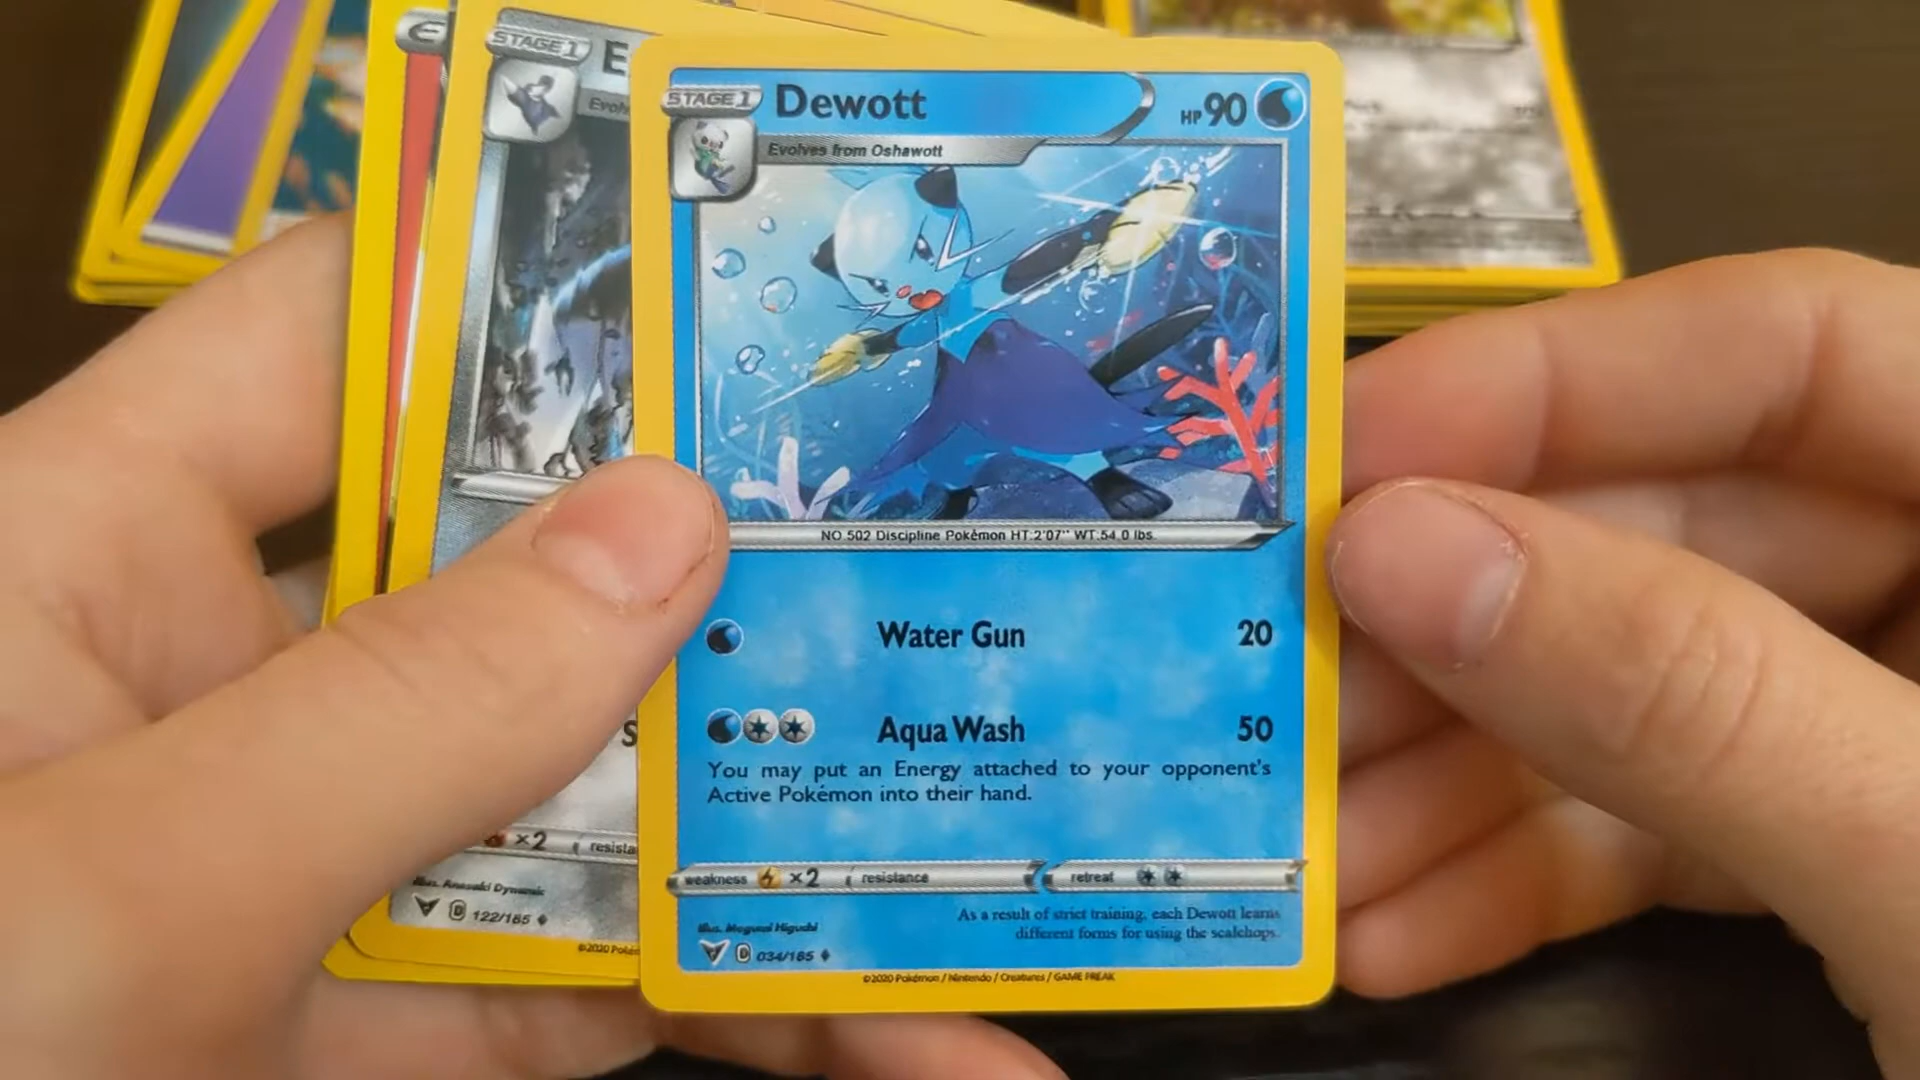 STAGE 1
E
Evolv
STAGE 1
Dewott
HP 90
Evolves from Oshawott
NO.502 Discipline Pokémon HT:2'07" WT:54.0 lbs.
Water Gun 20
Aqua Wash 50
You may put an Energy attached to your opponent's
Active Pokémon into their hand.
weakness ×2 resistance retreat
As a result of strict training, each Dewott learns
different forms for using the scalchops.
Illus. Megumi Higuchi
D 034/185
©2020 Pokémon / Nintendo / Creatures / GAME FREAK
S
×2 resista
Illus. Anesaki Dynamic
D 122/185
©2020 Poké